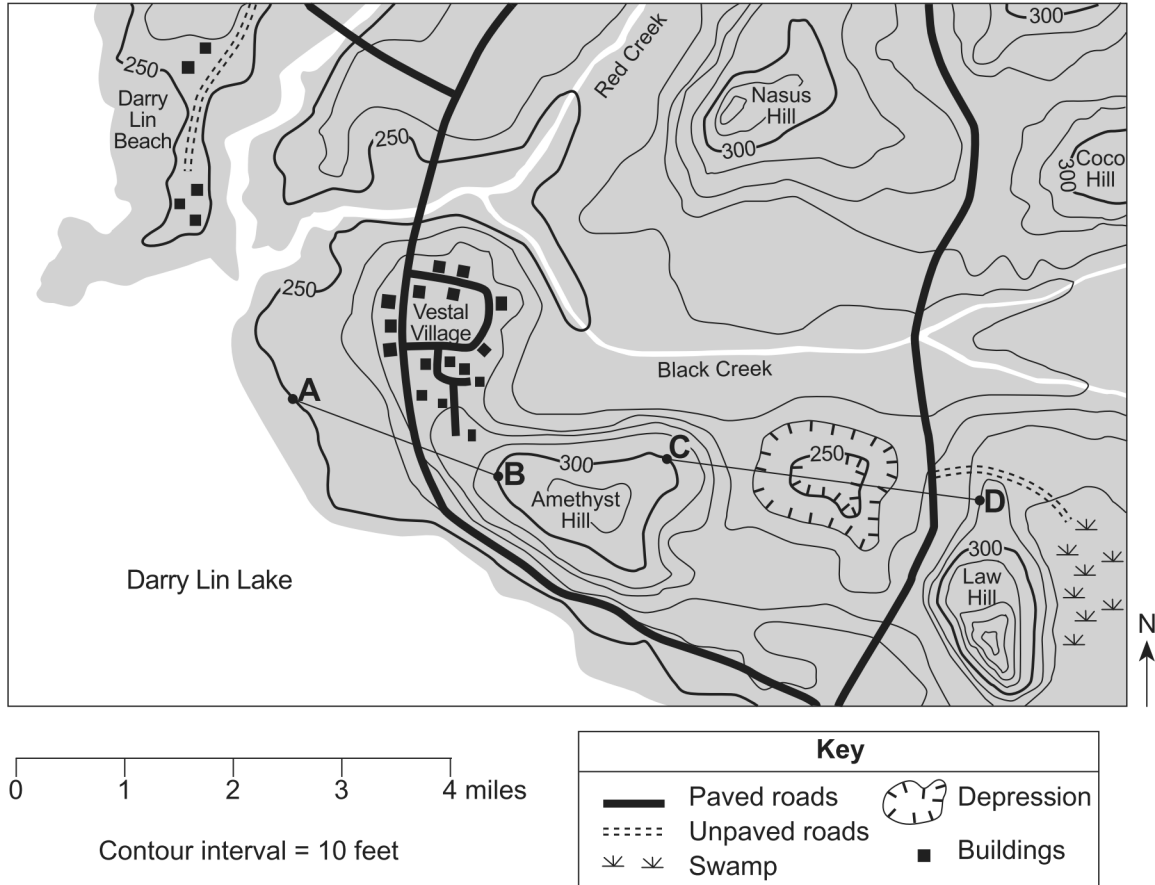 300
Red Creek
250
Darry
Lin
Beach
Nasus
Hill
250
300
Coco
Hill
300
250
Vestal
Village
Black Creek
A
C
300
250
B
Amethyst
Hill
D
300
Law
Hill
Darry Lin Lake
N
0 1 2 3 4 miles
Contour interval = 10 feet
Key
Paved roads
Depression
Unpaved roads
Buildings
Swamp